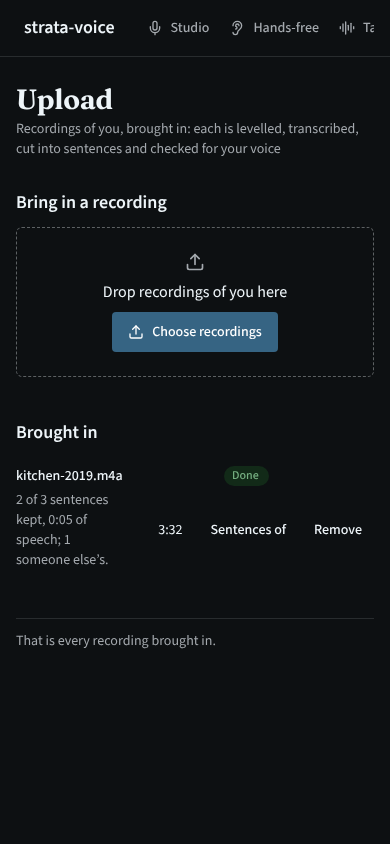 strata-voice Studio Hands-free Ta
Upload
Recordings of you, brought in: each is levelled, transcribed,
cut into sentences and checked for your voice
Bring in a recording
Drop recordings of you here
Choose recordings
Brought in
kitchen-2019.m4a Done
2 of 3 sentences
kept, 0:05 of
speech; 1
someone else’s.
3:32 Sentences of Remove
That is every recording brought in.